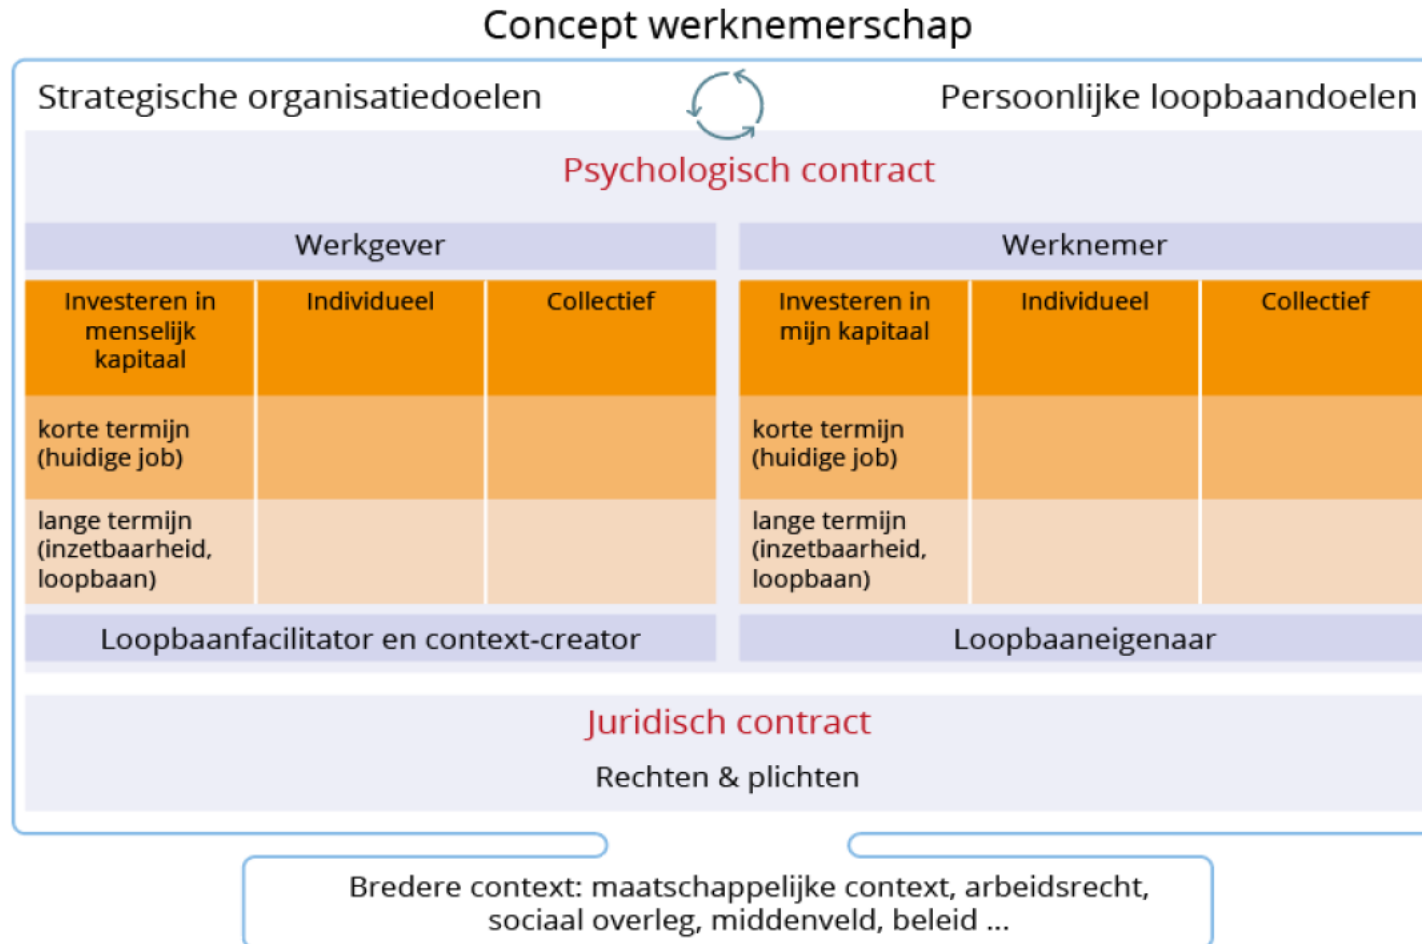 Concept werknemerschap
Strategische organisatiedoelen
Persoonlijke loopbaandoelen
Psychologisch contract
Werkgever
Investeren in
menselijk
kapitaal
Individueel
Collectief
korte termijn
(huidige job)
lange termijn
(inzetbaarheid,
loopbaan)
Loopbaanfacilitator en context-creator
Werknemer
Investeren in
mijn kapitaal
Individueel
Collectief
korte termijn
(huidige job)
lange termijn
(inzetbaarheid,
loopbaan)
Loopbaaneigenaar
Juridisch contract
Rechten & plichten
Bredere context: maatschappelijke context, arbeidsrecht,
sociaal overleg, middenveld, beleid ...